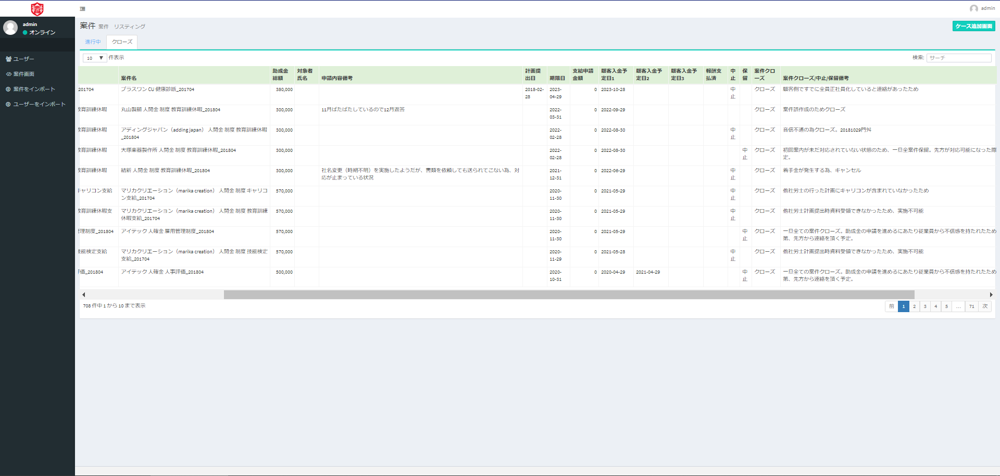 admin
admin
オンライン
ユーザー
案件画面
案件をインポート
ユーザーをインポート
案件 案件 リスティング
ケース追加画面
進行中 クローズ
10 ▼ 件表示
検索: サーチ
案件名 助成金総額 対象者氏名 申請内容備考 計画提出日 期限日 支給申請金額 顧客入金予定日1 顧客入金予定日2 顧客入金予定日3 報酬支払済 中止 保留 案件クローズ 案件クローズ/中止/保留備考
201704 プラスワン CU 健康診断_201704 380,000 2018-02-28 2023-04-29 0 2023-10-28 中止 クローズ 顧客側ですでに全員正社員化していると連絡があったため
教育訓練休暇 丸山製麺 人開金 制度 教育訓練休暇_201804 300,000 11月ばたばたしているので12月返答 2022-03-31 0 2022-09-29 クローズ 案件誤作成のためクローズ
教育訓練休暇 アディングジャパン（adding japan） 人開金 制度 教育訓練休暇_201804 300,000 2022-02-28 0 2022-08-30 中止 クローズ 音信不通の為クローズ。20181029門舛
教育訓練休暇 大塚楽器製作所 人開金 制度 教育訓練休暇_201804 300,000 2022-02-28 0 2022-08-30 中止 クローズ 初回案内が未だ対応されていない状態のため、一旦全案件保留。先方が対応可能になった際定。
教育訓練休暇 結新 人開金 制度 教育訓練休暇_201804 300,000 社名変更（時期不明）を実施したようだが、書類を依頼しても送られてこない為、対応が止まっている状況 2021-12-31 0 2022-06-29 中止 クローズ 着手金が発生する為、キャンセル
キャリコン支給 マリカクリエーション（marika creation） 人開金 制度 キャリコン支給_201704 570,000 2020-11-30 0 2021-05-29 中止 クローズ 他社労士の行った計画にキャリコンが含まれていなかったため
教育訓練休暇支 マリカクリエーション（marika creation） 人開金 制度 教育訓練休暇支給_201704 570,000 2020-11-30 0 2021-05-29 中止 クローズ 他社労士計画提出時資料受領できなかったため、実施不可能
管理制度_201804 アイテック 人確金 雇用管理制度_201804 570,000 2020-11-30 0 2021-05-29 中止 クローズ 一旦全ての案件クローズ。助成金の申請を進めるにあたり従業員から不信感を持たれたため第、先方から連絡を頂く予定。
技能検定支給 マリカクリエーション（marika creation） 人開金 制度 技能検定支給_201704 570,000 2020-11-29 0 2021-05-28 中止 クローズ 他社労士計画提出時資料受領できなかったため、実施不可能
評価_201804 アイテック 人確金 人事評価_201804 500,000 2020-10-31 0 2020-04-29 2021-04-29 中止 クローズ 一旦全ての案件クローズ。助成金の申請を進めるにあたり従業員から不信感を持たれたため第、先方から連絡を頂く予定。
708 件中 1 から 10 まで表示
前 1 2 3 4 5 … 71 次